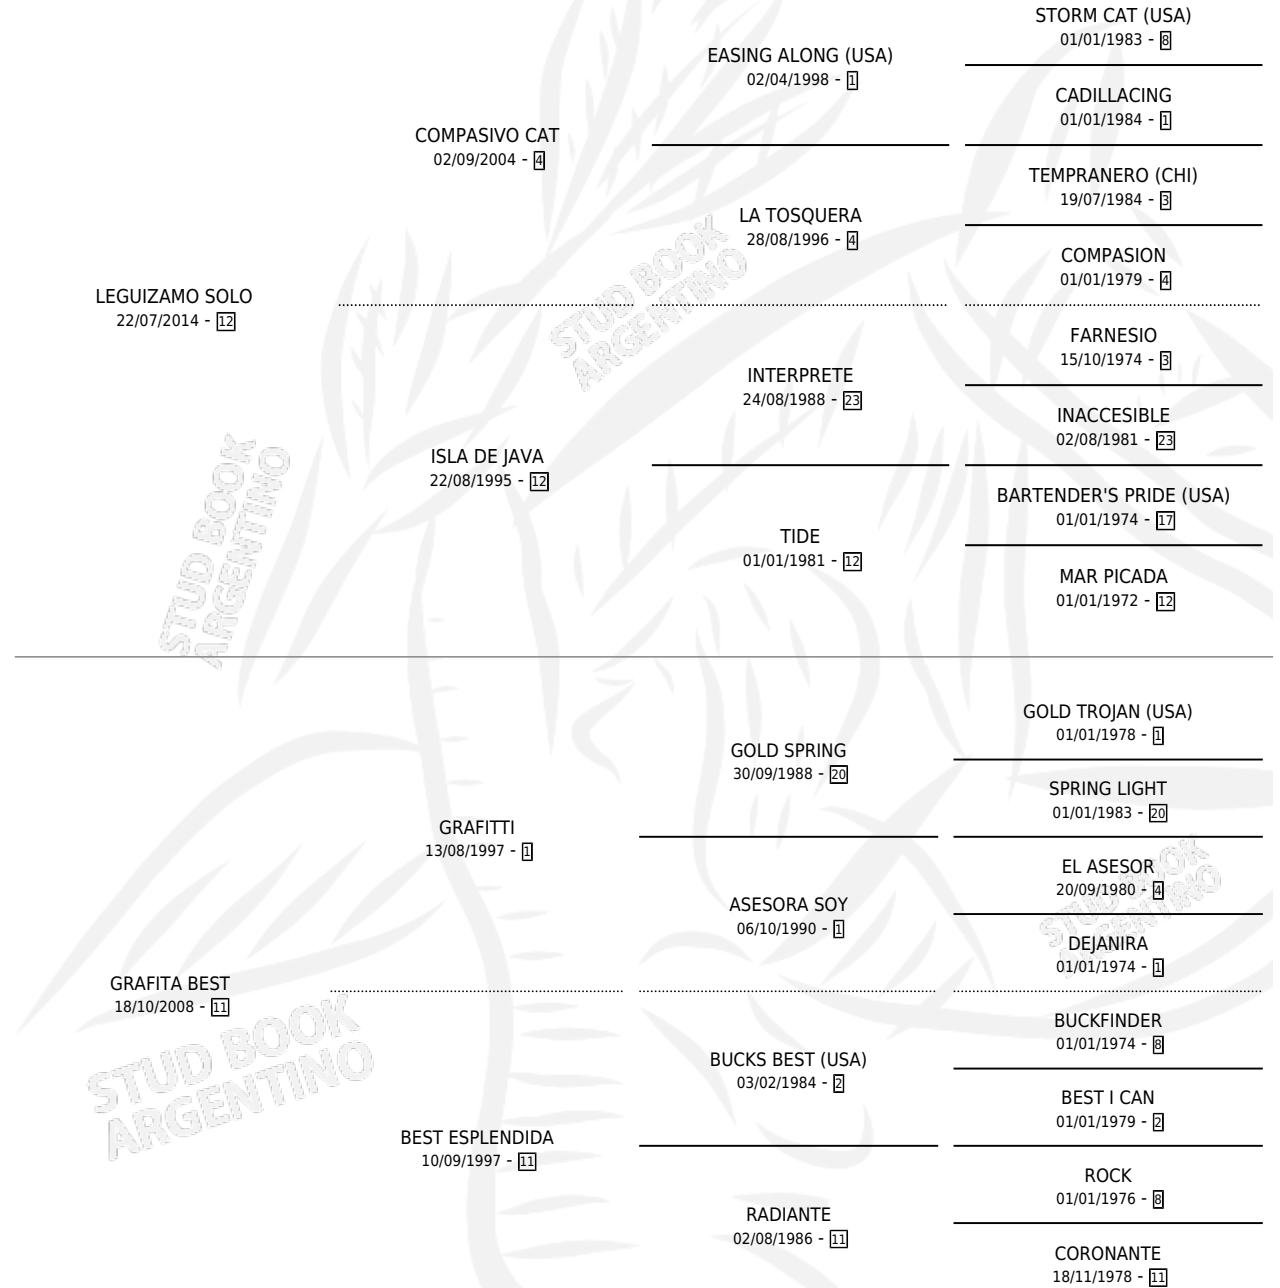 STORM CAT (USA)
01/01/1983 - 8
EASING ALONG (USA)
02/04/1998 - 1
CADILLACING
01/01/1984 - 1
COMPASIVO CAT
02/09/2004 - 4
TEMPRANERO (CHI)
19/07/1984 - 3
LA TOSQUERA
28/08/1996 - 4
COMPASION
01/01/1979 - 4
LEGUIZAMO SOLO
22/07/2014 - 12
FARNESIO
15/10/1974 - 3
INTERPRETE
24/08/1988 - 23
INACCESIBLE
02/08/1981 - 23
ISLA DE JAVA
22/08/1995 - 12
BARTENDER'S PRIDE (USA)
01/01/1974 - 17
TIDE
01/01/1981 - 12
MAR PICADA
01/01/1972 - 12
GOLD TROJAN (USA)
01/01/1978 - 1
GOLD SPRING
30/09/1988 - 20
SPRING LIGHT
01/01/1983 - 20
GRAFITTI
13/08/1997 - 1
EL ASESOR
20/09/1980 - 4
ASESORA SOY
06/10/1990 - 1
DEJANIRA
01/01/1974 - 1
GRAFITA BEST
18/10/2008 - 11
BUCKFINDER
01/01/1974 - 8
BUCKS BEST (USA)
03/02/1984 - 2
BEST I CAN
01/01/1979 - 2
BEST ESPLENDIDA
10/09/1997 - 11
ROCK
01/01/1976 - 8
RADIANTE
02/08/1986 - 11
CORONANTE
18/11/1978 - 11
STUD BOOK
ARGENTINO
STUD BOOK
ARGENTINO
STUD BOOK
ARGENTINO
STUD BOOK
ARGENTINO